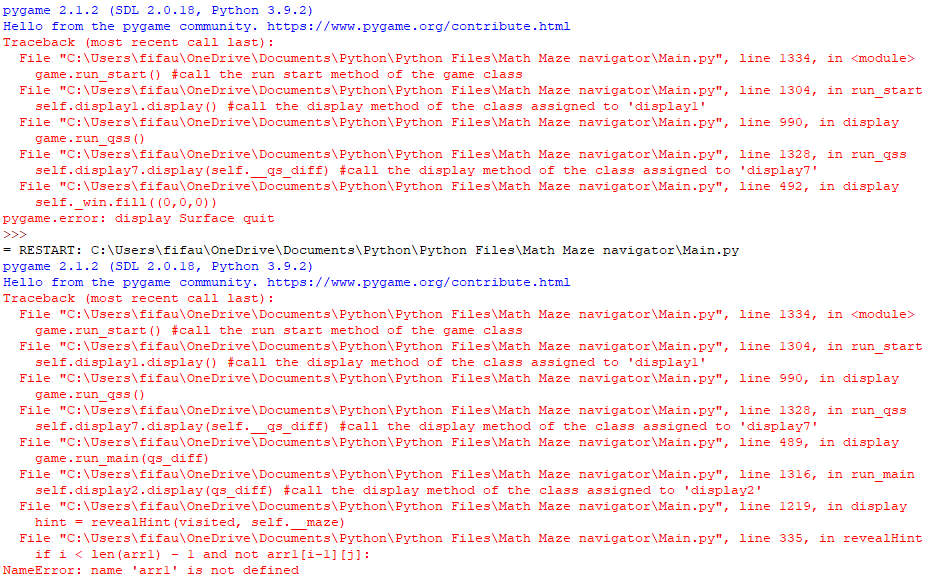 pygame 2.1.2 (SDL 2.0.18, Python 3.9.2)
Hello from the pygame community. https://www.pygame.org/contribute.html
Traceback (most recent call last):
  File "C:\Users\fifau\OneDrive\Documents\Python\Python Files\Math Maze navigator\Main.py", line 1334, in <module>
    game.run_start() #call the run start method of the game class
  File "C:\Users\fifau\OneDrive\Documents\Python\Python Files\Math Maze navigator\Main.py", line 1304, in run_start
    self.display1.display() #call the display method of the class assigned to 'display1'
  File "C:\Users\fifau\OneDrive\Documents\Python\Python Files\Math Maze navigator\Main.py", line 990, in display
    game.run_qss()
  File "C:\Users\fifau\OneDrive\Documents\Python\Python Files\Math Maze navigator\Main.py", line 1328, in run_qss
    self.display7.display(self.__qs_diff) #call the display method of the class assigned to 'display7'
  File "C:\Users\fifau\OneDrive\Documents\Python\Python Files\Math Maze navigator\Main.py", line 492, in display
    self._win.fill((0,0,0))
pygame.error: display Surface quit
>>>
= RESTART: C:\Users\fifau\OneDrive\Documents\Python\Python Files\Math Maze navigator\Main.py
pygame 2.1.2 (SDL 2.0.18, Python 3.9.2)
Hello from the pygame community. https://www.pygame.org/contribute.html
Traceback (most recent call last):
  File "C:\Users\fifau\OneDrive\Documents\Python\Python Files\Math Maze navigator\Main.py", line 1334, in <module>
    game.run_start() #call the run start method of the game class
  File "C:\Users\fifau\OneDrive\Documents\Python\Python Files\Math Maze navigator\Main.py", line 1304, in run_start
    self.display1.display() #call the display method of the class assigned to 'display1'
  File "C:\Users\fifau\OneDrive\Documents\Python\Python Files\Math Maze navigator\Main.py", line 990, in display
    game.run_qss()
  File "C:\Users\fifau\OneDrive\Documents\Python\Python Files\Math Maze navigator\Main.py", line 1328, in run_qss
    self.display7.display(self.__qs_diff) #call the display method of the class assigned to 'display7'
  File "C:\Users\fifau\OneDrive\Documents\Python\Python Files\Math Maze navigator\Main.py", line 489, in display
    game.run_main(qs_diff)
  File "C:\Users\fifau\OneDrive\Documents\Python\Python Files\Math Maze navigator\Main.py", line 1316, in run_main
    self.display2.display(qs_diff) #call the display method of the class assigned to 'display2'
  File "C:\Users\fifau\OneDrive\Documents\Python\Python Files\Math Maze navigator\Main.py", line 1219, in display
    hint = revealHint(visited, self.__maze)
  File "C:\Users\fifau\OneDrive\Documents\Python\Python Files\Math Maze navigator\Main.py", line 335, in revealHint
    if i < len(arr1) - 1 and not arr1[i-1][j]:
NameError: name 'arr1' is not defined